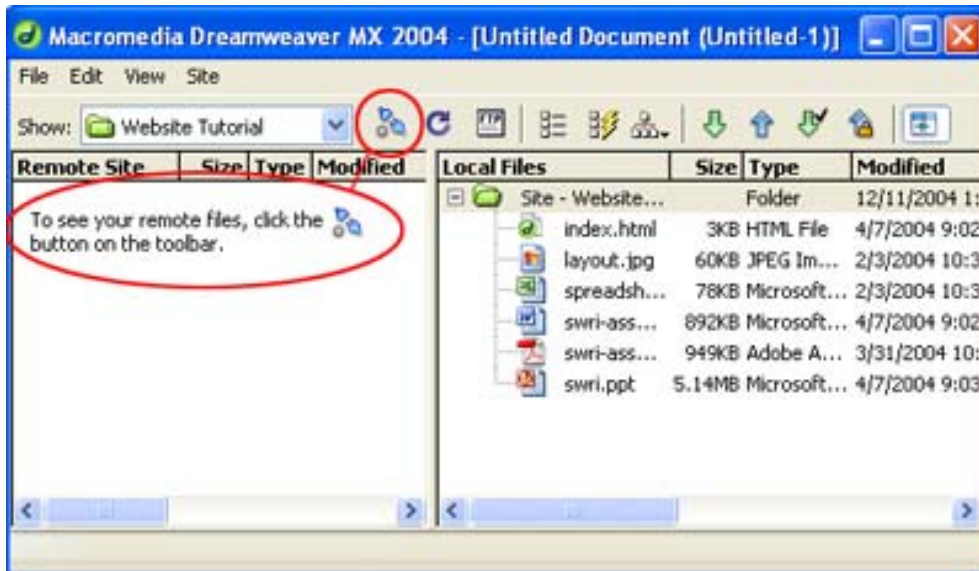 Macromedia Dreamweaver MX 2004 - [Untitled Document (Untitled-1)]
File Edit View Site
Show: Website Tutorial
FTP
Remote Site Size Type Modified
To see your remote files, click the
button on the toolbar.
Local Files Size Type Modified
Site - Website... Folder 12/11/2004 1:
index.html 3KB HTML File 4/7/2004 9:02
layout.jpg 60KB JPEG Im... 2/3/2004 10:3
spreadsh... 78KB Microsoft... 2/3/2004 10:3
swri-ass... 892KB Microsoft... 4/7/2004 9:02
swri-ass... 949KB Adobe A... 3/31/2004 10:
swri.ppt 5.14MB Microsoft... 4/7/2004 9:03